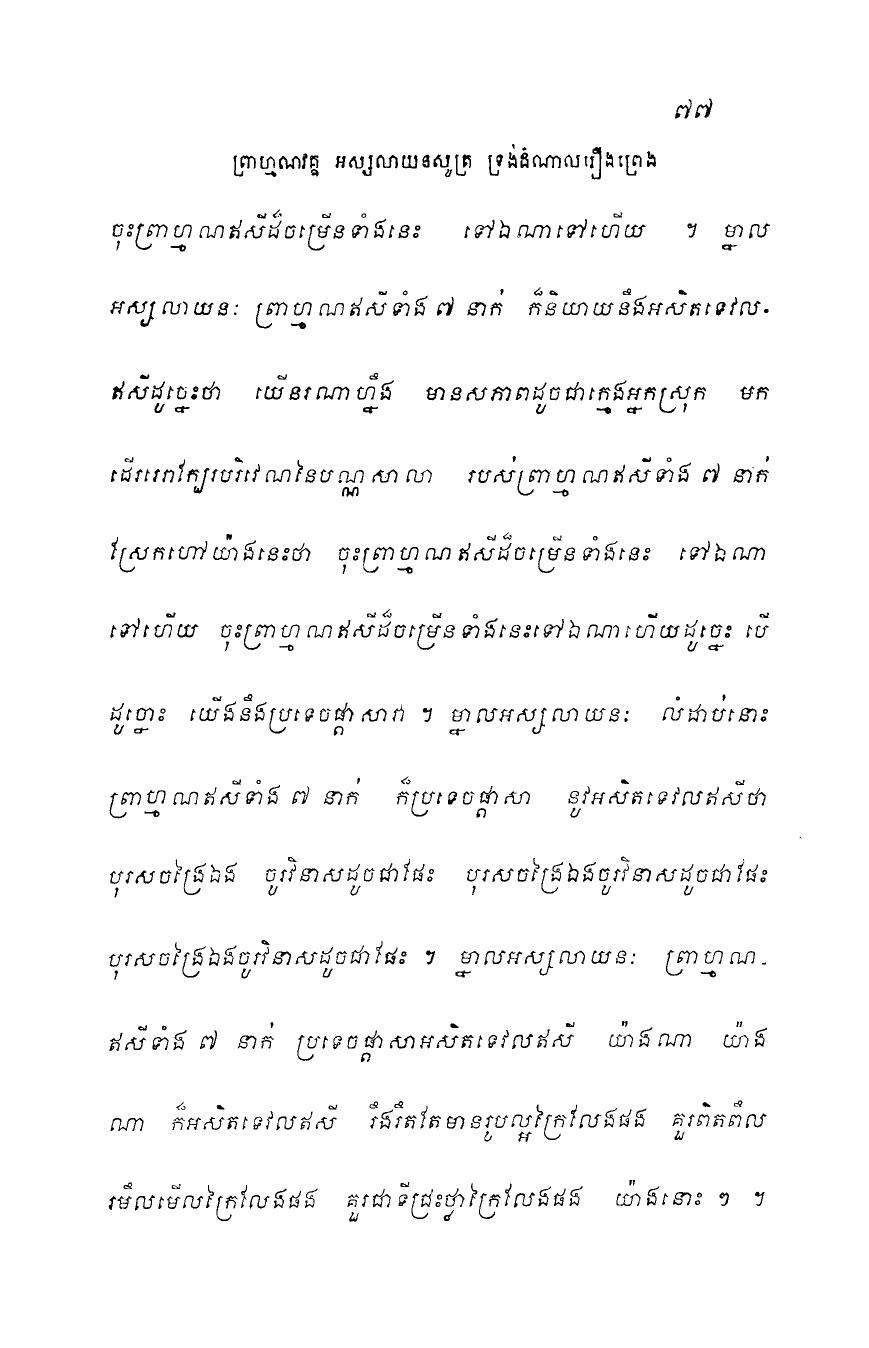 ៧៧
ព្រាហ្មណវគ្គ អស្សលាយនសូត្រ ទ្រង់ដំណាលរឿងព្រេង
ចុះព្រាហ្មណឥសីដ៏ចម្រើនទាំងនេះ ទៅឯណាទៅហើយ ។ ម្នាល
អស្សលាយនៈ ព្រាហ្មណឥសីទាំង ៧ នាក់ ក៏និយាយនឹងអសិតទេវល-
ឥសីដូច្នេះថា យើនរណាហ្នឹង មានសភាពដូចជាក្មេងអ្នកស្រុក មក
ដើររេរាក្បែរបរិវេណនៃបណ្ណសាលា របស់ព្រាហ្មណឥសីទាំង ៧ នាក់
ស្រែកហៅយ៉ាងនេះថា ចុះព្រាហ្មណឥសីដ៏ចម្រើនទាំងនេះ ទៅឯណា
ទៅហើយ ចុះព្រាហ្មណឥសីដ៏ចម្រើនទាំងនេះទៅឯណាហើយដូច្នេះ បើ
ដូច្នោះ យើងនឹងប្រទេចផ្តាសាវា ។ ម្នាលអស្សលាយនៈ លំដាប់នោះ
ព្រាហ្មណឥសីទាំង ៧ នាក់ ក៏ប្រទេចផ្តាសា នូវអសិតទេវលឥសីថា
បុរសចង្រៃឯង ចូរវិនាសដូចជាផែះ បុរសចង្រៃឯងចូរវិនាសដូចជាផែះ
បុរសចង្រៃឯងចូរវិនាសដូចជាផែះ ។ ម្នាលអស្សលាយនៈ ព្រាហ្មណ-
ឥសីទាំង ៧ នាក់ ប្រទេចផ្តាសាអសិតទេវលឥសី យ៉ាងណា យ៉ាង
ណា ក៏អសិតទេវលឥសី រឹងរឹតតែមានរូបល្អក្រៃលែងផង គួរពិតពឹល
រមឹលមើលក្រៃលែងផង គួរជាទីជ្រះថ្លាក្រៃលែងផង យ៉ាងនោះ ៗ ។